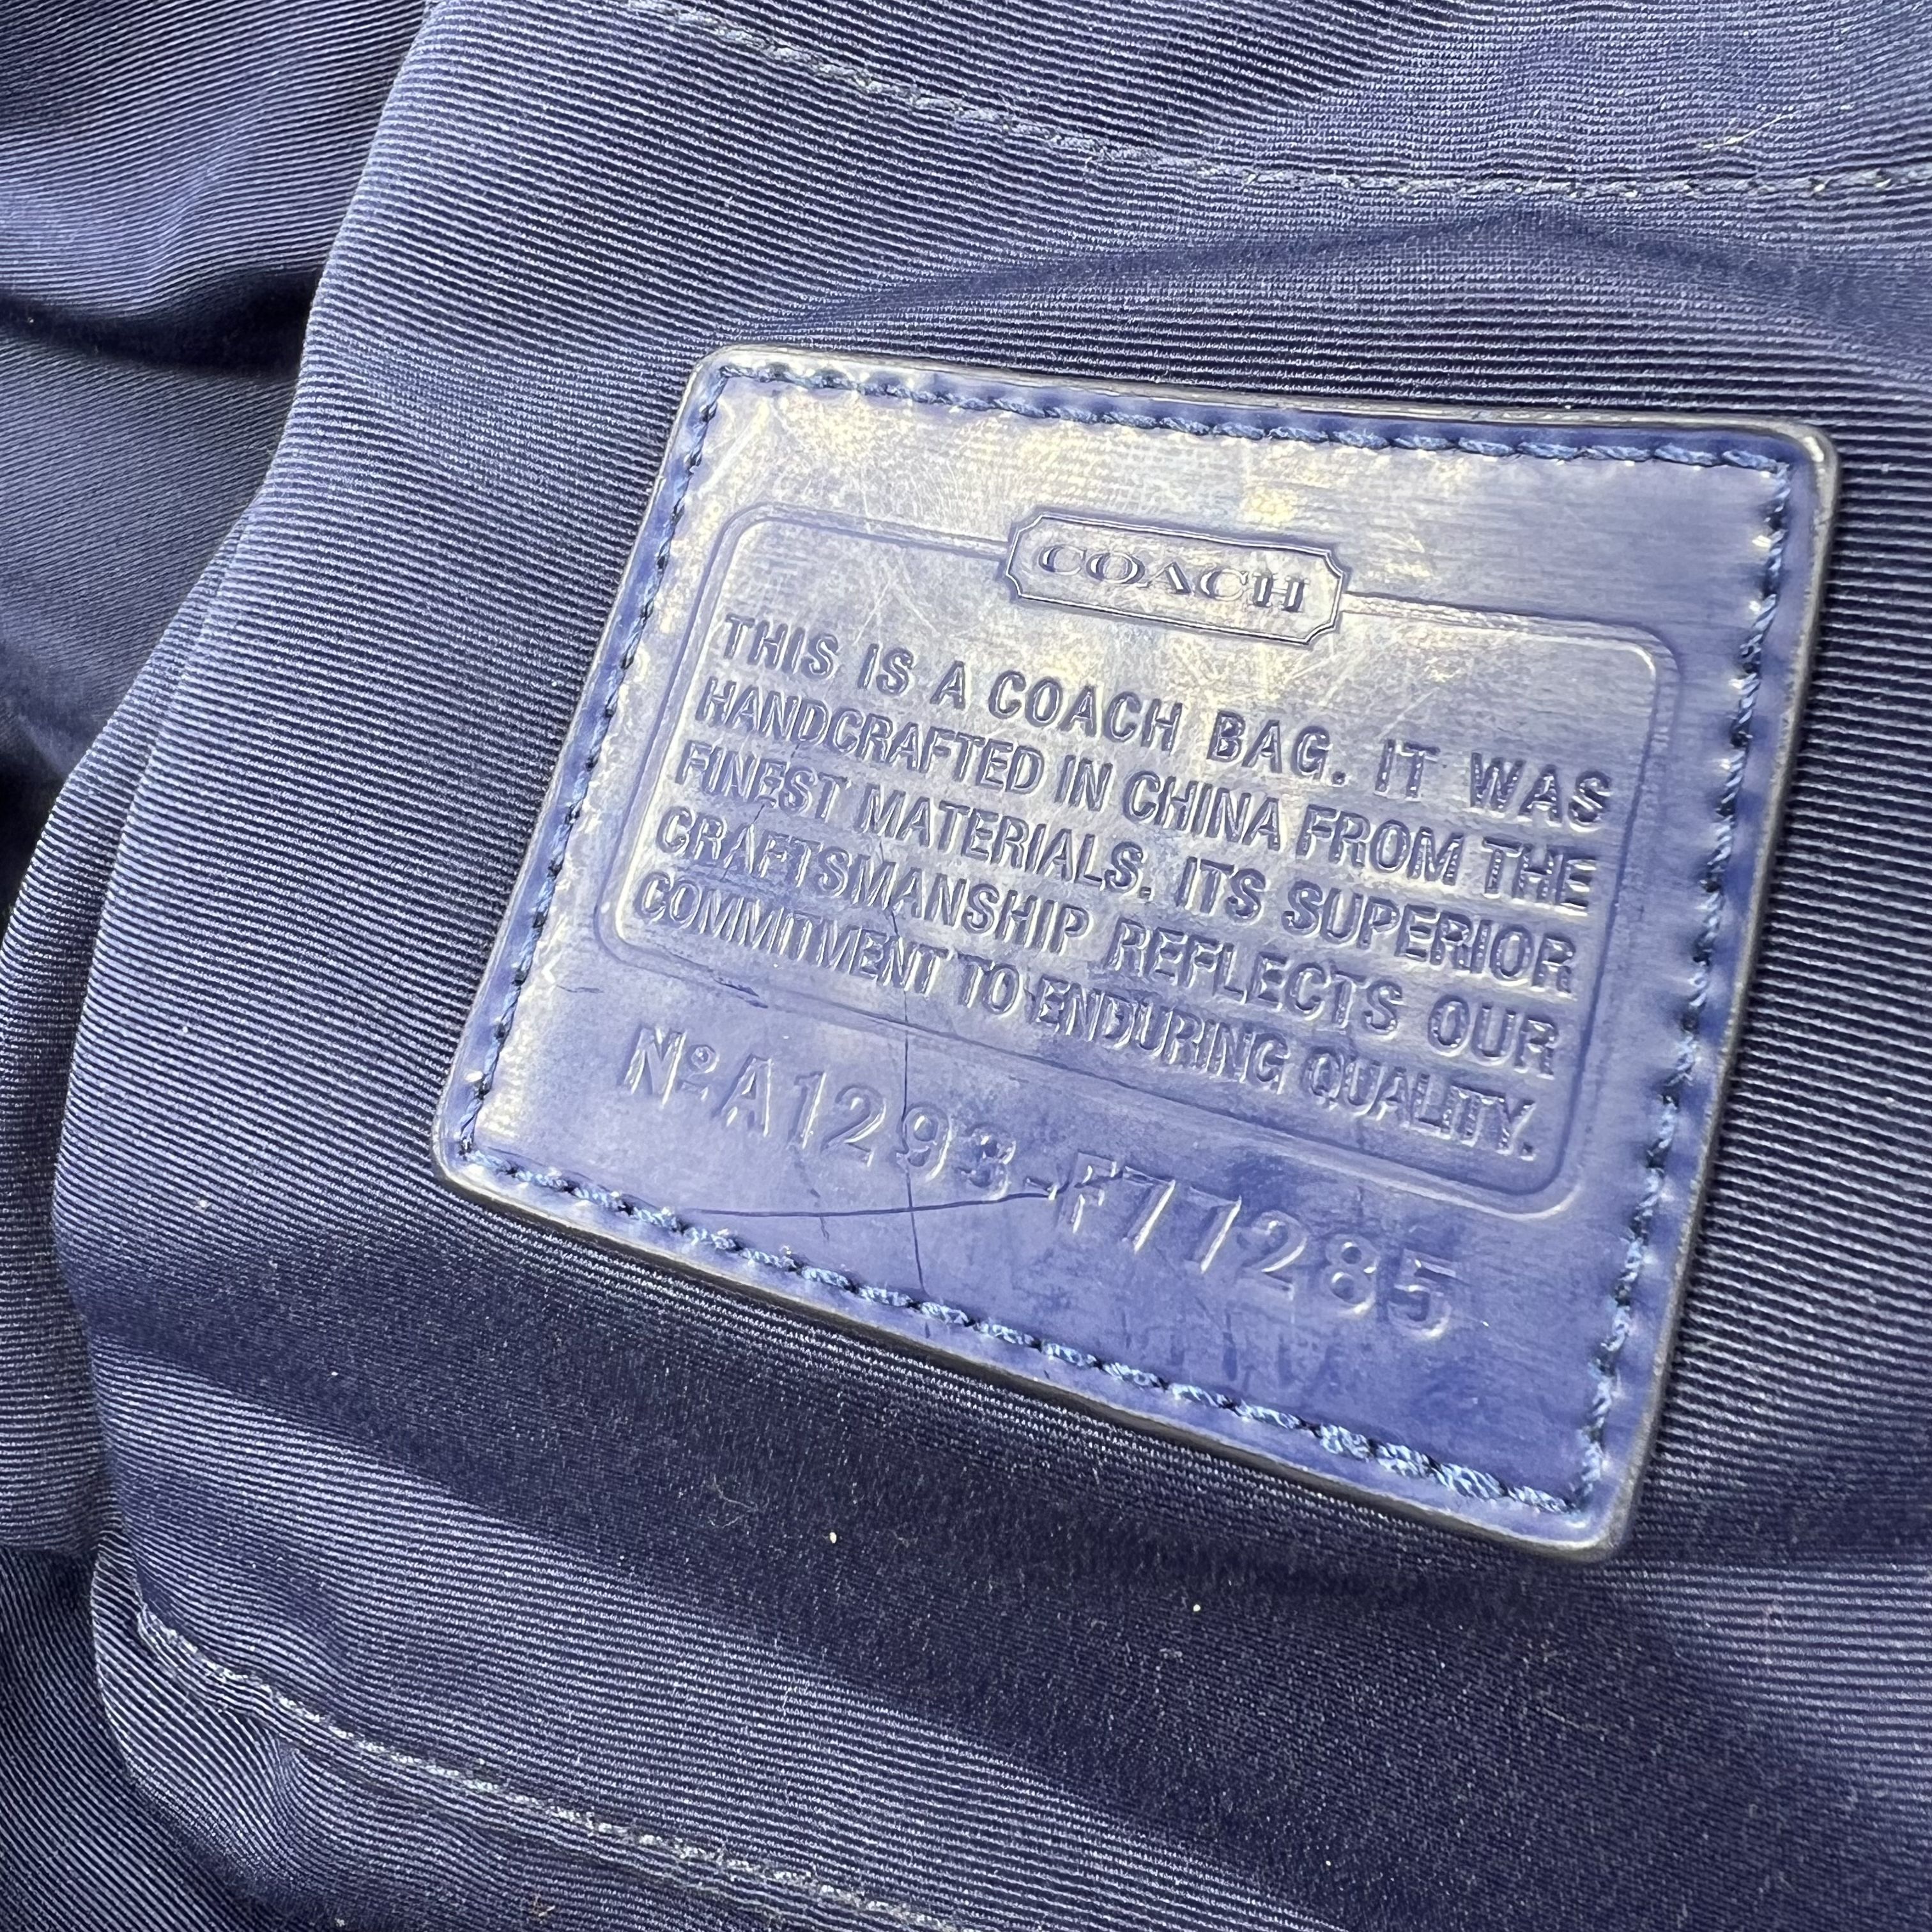 COACH
THIS IS A COACH BAG. IT WAS
HANDCRAFTED IN CHINA FROM THE
FINEST MATERIALS. ITS SUPERIOR
CRAFTSMANSHIP REFLECTS OUR
COMMITMENT TO ENDURING QUALITY.
Nº A1293-F77285